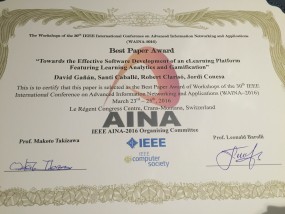 The Workshops of the 30th IEEE International Conference on Advanced Information Networking and Applications
(WAINA-2016)
Best Paper Award
"Towards the Effective Software Development of an eLearning Platform
Featuring Learning Analytics and Gamification"
David Gañán, Santi Caballé, Robert Clarisó, Jordi Conesa
This is to certify that this paper is selected as the Best Paper Award of Workshops of the 30th IEEE
International Conference on Advanced Information Networking and Applications (WAINA-2016)
March 23rd - 25th, 2016
Le Régent Congress Centre, Crans-Montana, Switzerland
AINA
IEEE AINA-2016 Organising Committee
Prof. Makoto Takizawa
Prof. Leonard Barolli
IEEE
IEEE
computer
society